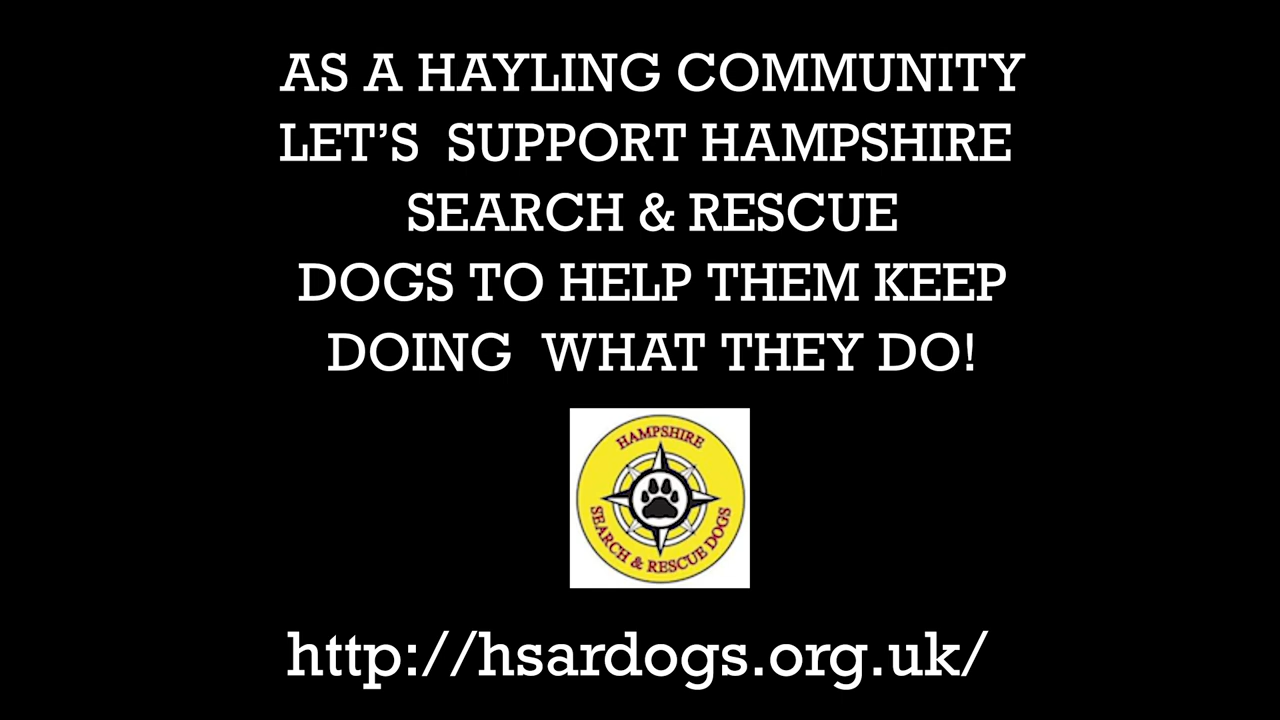 AS A HAYLING COMMUNITY
LET’S  SUPPORT HAMPSHIRE
SEARCH & RESCUE
DOGS TO HELP THEM KEEP
DOING  WHAT THEY DO!
HAMPSHIRE
SEARCH & RESCUE DOGS
http://hsardogs.org.uk/